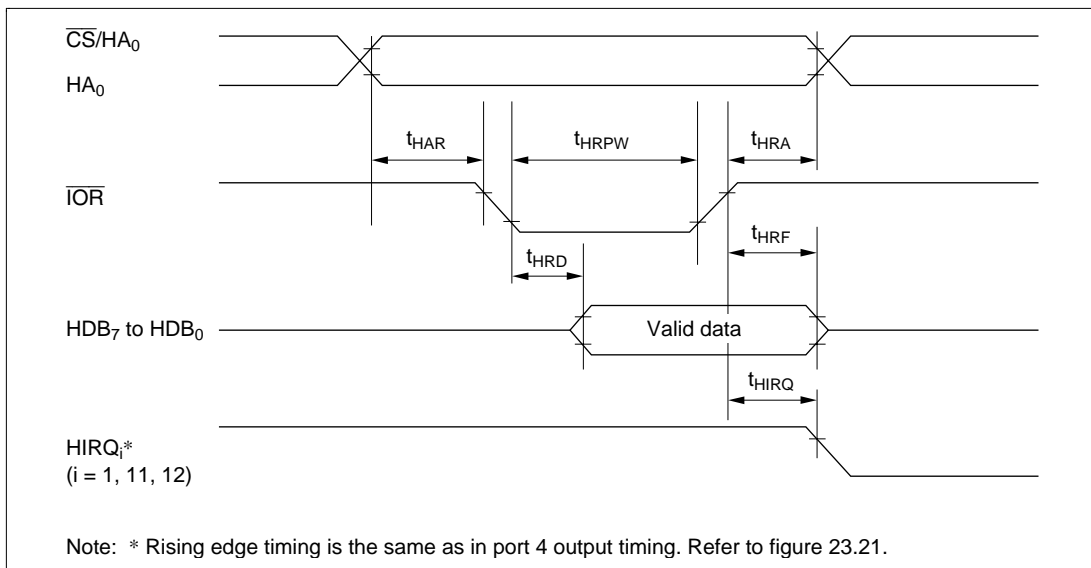 CS/HA0
HA0
tHAR
tHRPW
tHRA
IOR
tHRF
tHRD
HDB7 to HDB0
Valid data
tHIRQ
HIRQi*
(i = 1, 11, 12)
Note: * Rising edge timing is the same as in port 4 output timing. Refer to figure 23.21.